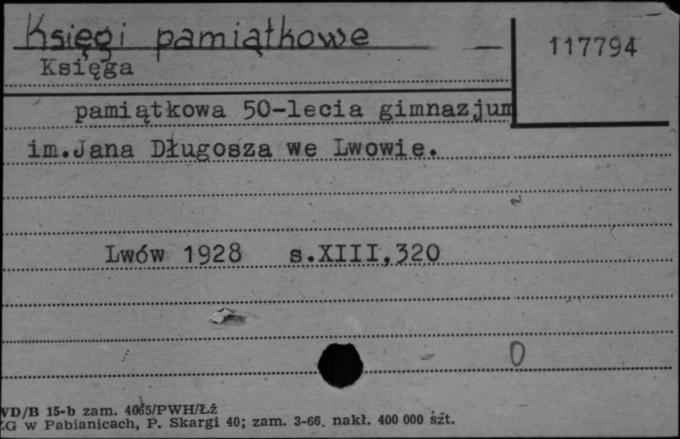 Księgi pamiątkowe
117794
Księga
pamiątkowa 50-lecia gimnazjum
im.Jana Długosza we Lwowie.
Lwów 1928 s.XIII,320
0
WD/B 15-b zam. 4065/PWH/Łź
ZG w Pabianicach, P. Skargi 40; zam. 3-66. nakł. 400 000 szt.